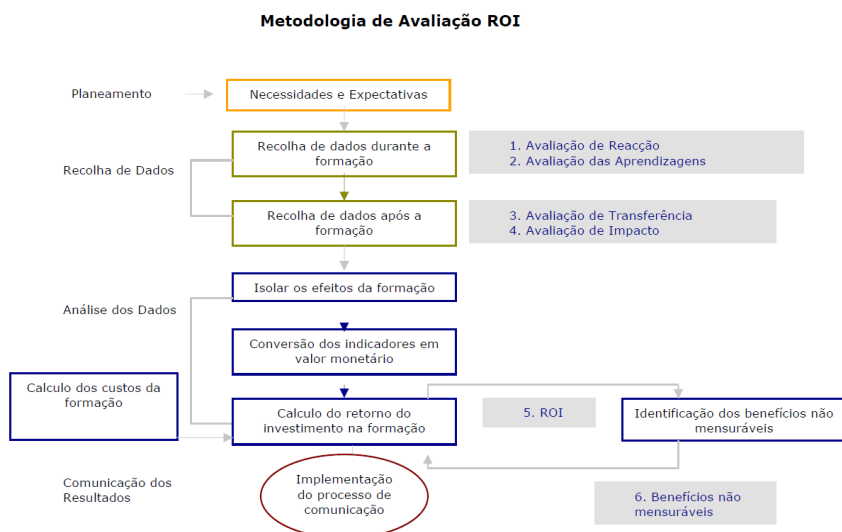 Metodologia de Avaliação ROI
Planeamento
Necessidades e Expectativas
Recolha de dados durante a
formação
1. Avaliação de Reacção
2. Avaliação das Aprendizagens
Recolha de Dados
Recolha de dados após a
formação
3. Avaliação de Transferência
4. Avaliação de Impacto
Isolar os efeitos da formação
Análise dos Dados
Conversão dos indicadores em
valor monetário
Calculo dos custos da
formação
Calculo do retorno do
investimento na formação
5. ROI
Identificação dos benefícios não
mensuráveis
Comunicação dos
Resultados
Implementação
do processo de
comunicação
6. Benefícios não
mensuráveis